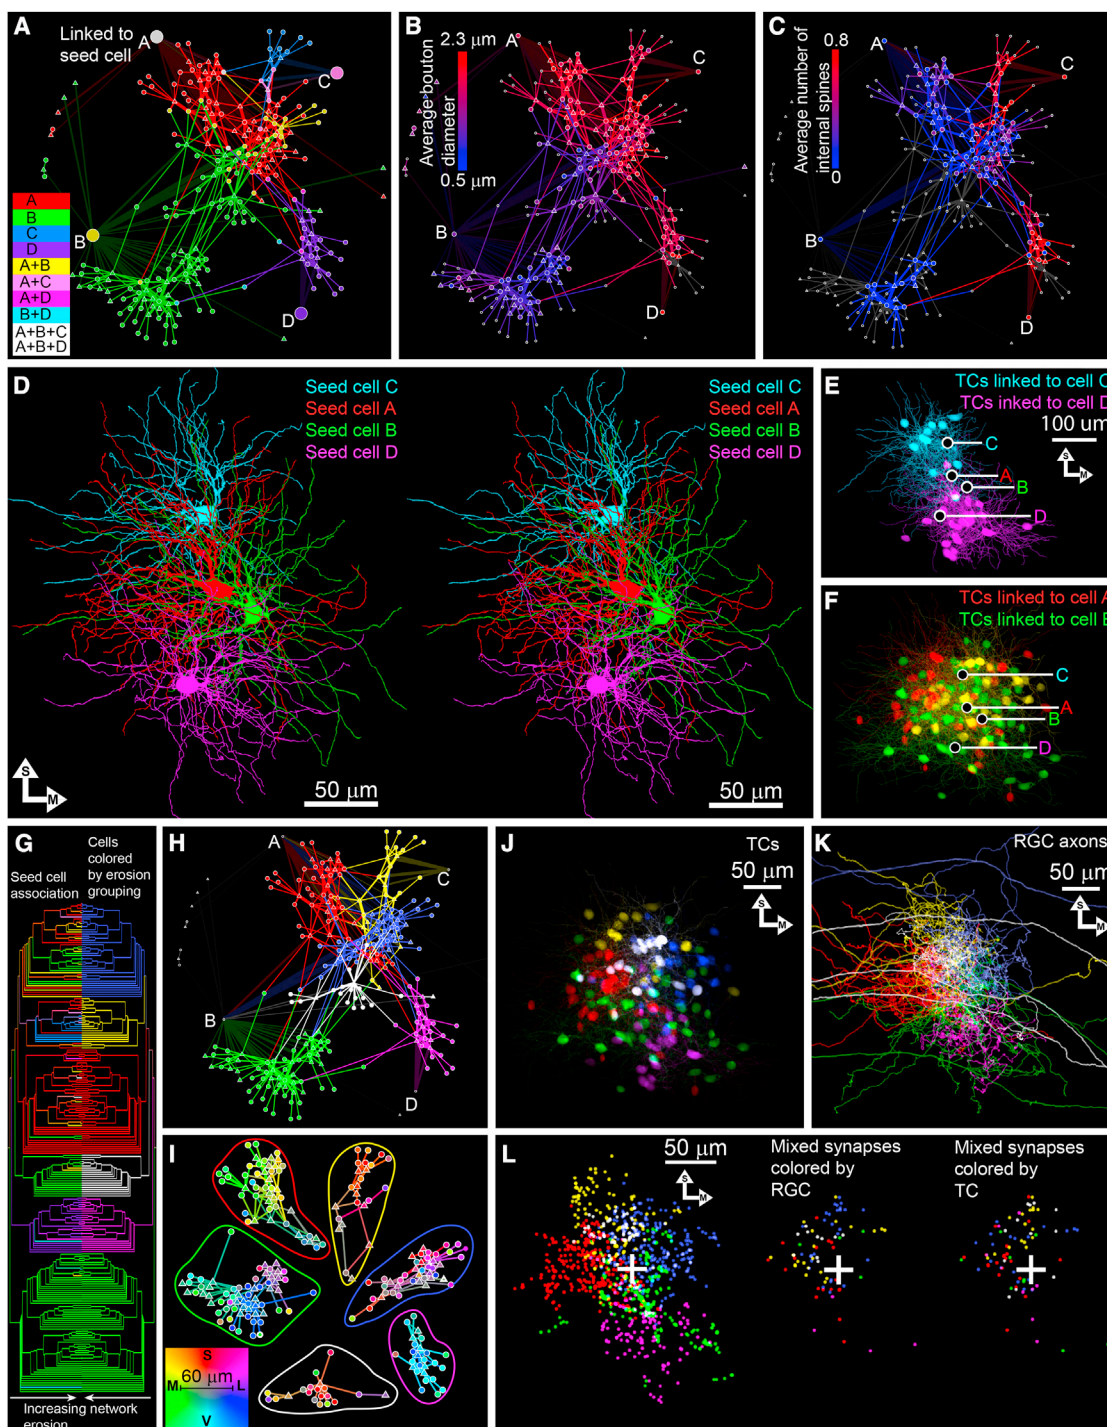 A
Linked to
seed cell
A
C
B
D
A
B
C
D
A+B
A+C
A+D
B+D
A+B+C
A+B+D
B
2.3 μm
Average bouton
diameter
0.5 μm
A
C
B
D
C
0.8
Average number of
internal spines
0
A
C
B
D
D
Seed cell C
Seed cell A
Seed cell B
Seed cell D
Seed cell C
Seed cell A
Seed cell B
Seed cell D
S
M
50 μm
50 μm
E
TCs linked to cell C
TCs inked to cell D
100 um
S
M
C
A
B
D
F
TCs linked to cell A
TCs linked to cell B
C
A
B
D
G
Cells
colored
by erosion
grouping
Seed cell
association
Increasing network
erosion
H
A
C
B
D
I
S
60 μm
M
L
V
J
TCs
50 μm
S
M
K
RGC axons
50 μm
S
M
L
50 μm
S
M
Mixed synapses
colored by
RGC
Mixed synapses
colored by
TC